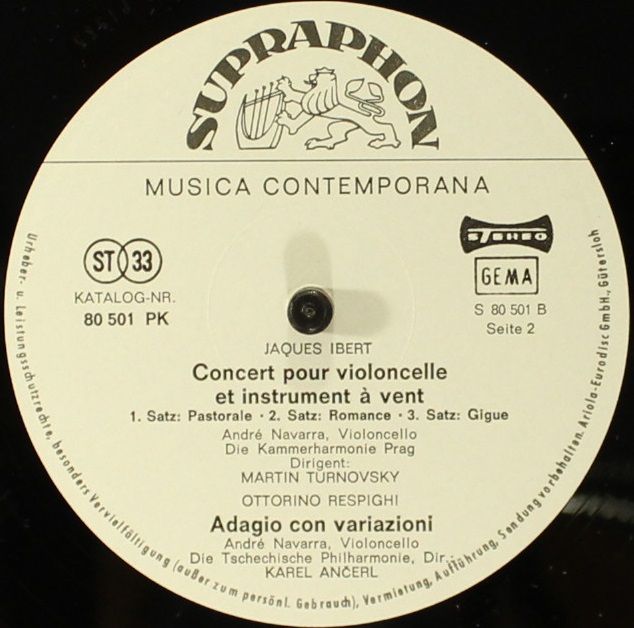 SUPRAPHON
MUSICA CONTEMPORANA
ST 33
STEREO
GEMA
KATALOG-NR.
80 501 PK
S 80 501 B
Seite 2
JAQUES IBERT
Concert pour violoncelle
et instrument à vent
1. Satz: Pastorale · 2. Satz: Romance · 3. Satz: Gigue
André Navarra, Violoncello
Die Kammerharmonie Prag
Dirigent:
MARTIN TURNOVSKY
OTTORINO RESPIGHI
Adagio con variazioni
André Navarra, Violoncello
Die Tschechische Philharmonie, Dir.:
KAREL ANČERL
Urheber- u. Leistungsschutzrechte, besonders Vervielfältigung (außer zum persönl. Gebrauch), Vermietung, Aufführung, Sendung vorbehalten. Ariola-Eurodisc GmbH., Gütersloh